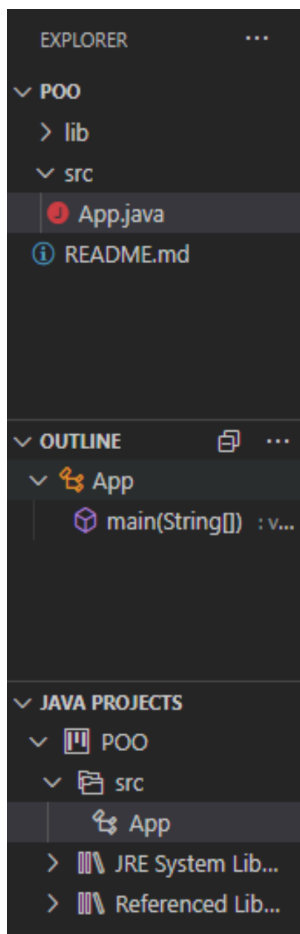 EXPLORER ...
POO
lib
src
J App.java
README.md
OUTLINE ...
App
main(String[]) : v...
JAVA PROJECTS
POO
src
App
JRE System Lib...
Referenced Lib...